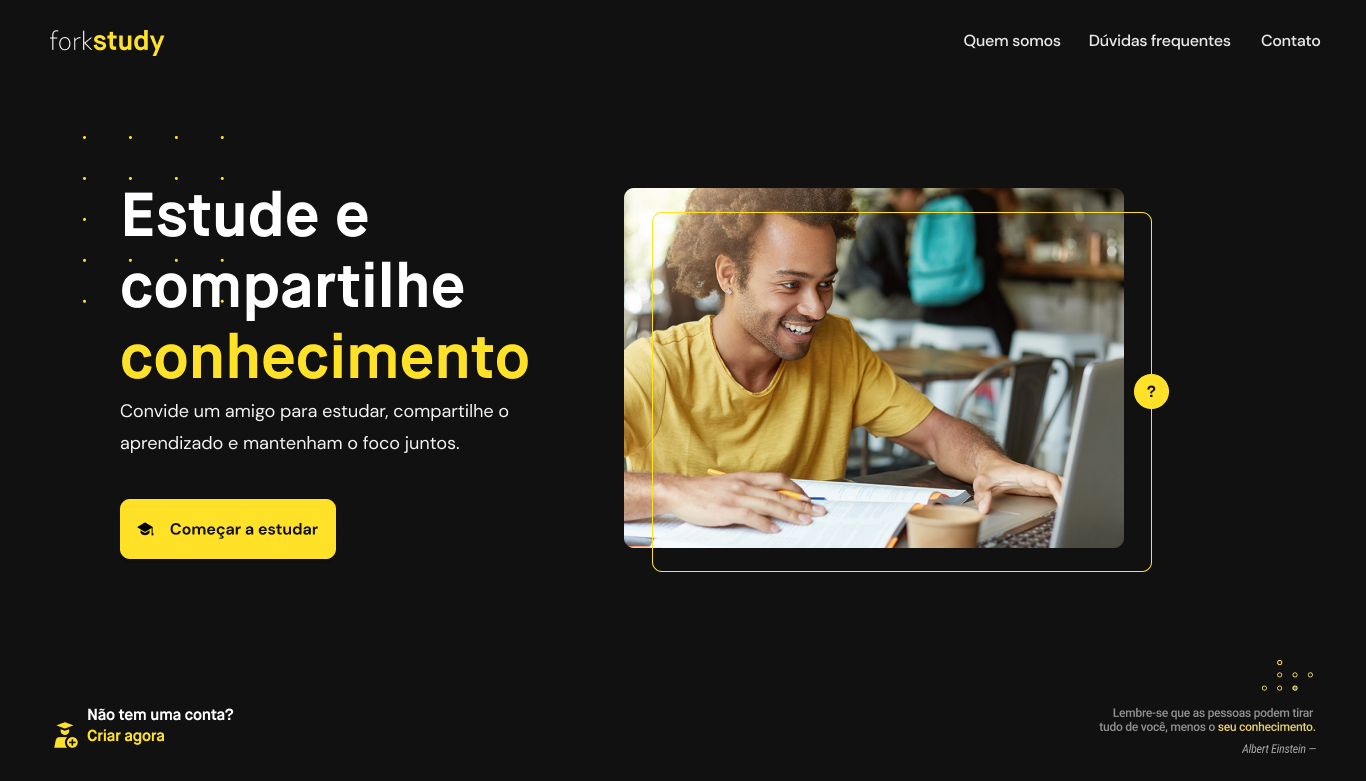 forkstudy
Quem somos
Dúvidas frequentes
Contato
Estude e
compartilhe
conhecimento
Convide um amigo para estudar, compartilhe o
aprendizado e mantenham o foco juntos.
Começar a estudar
?
Não tem uma conta?
Criar agora
Lembre-se que as pessoas podem tirar
tudo de você, menos o seu conhecimento.
Albert Einstein —